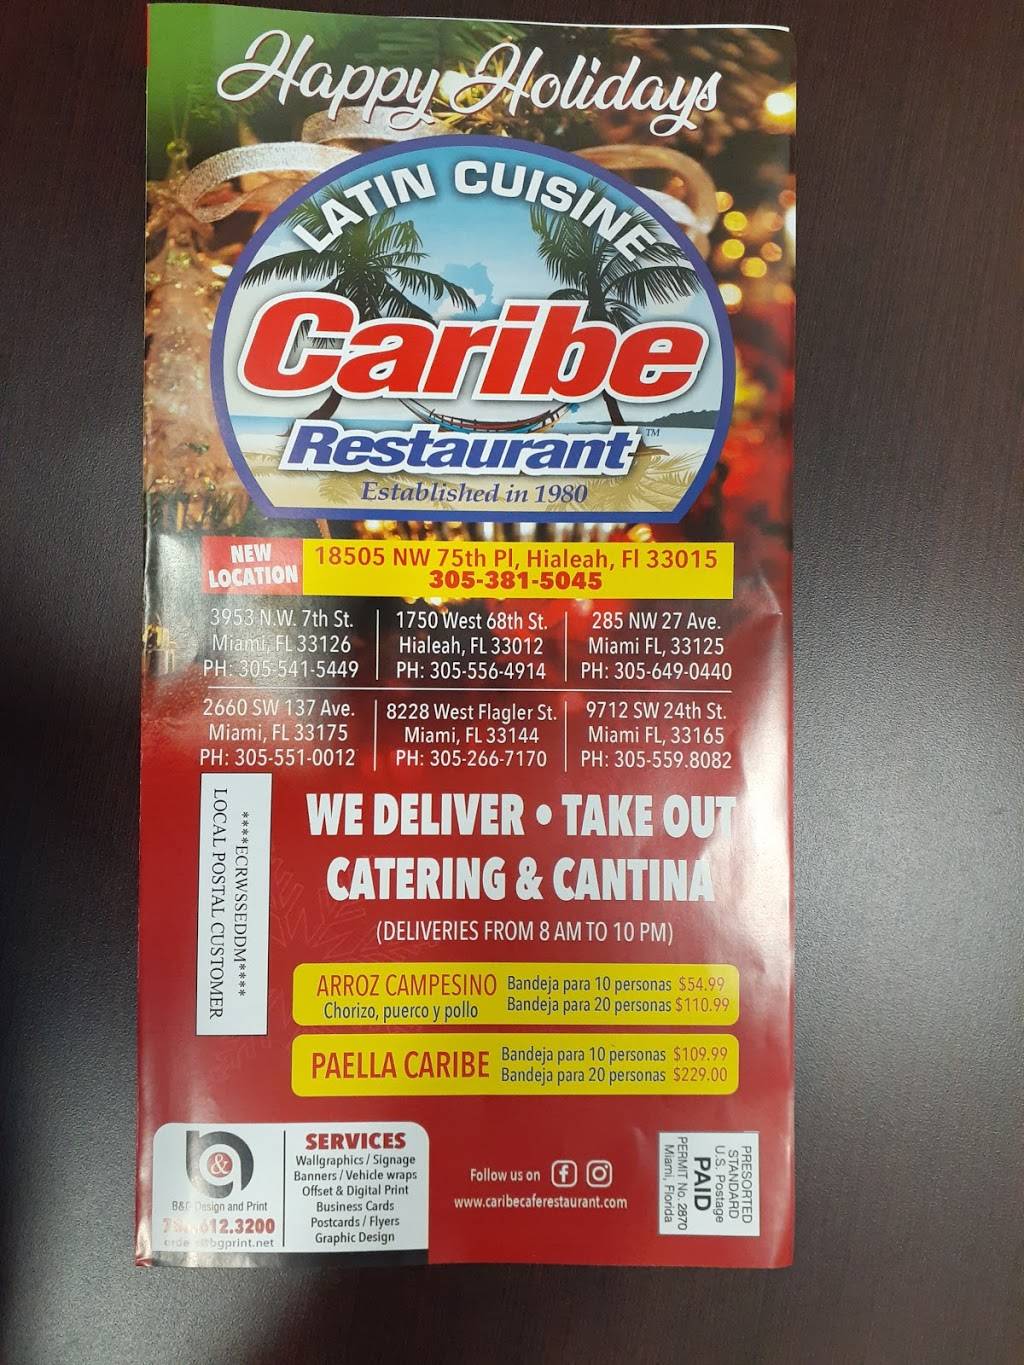 Happy Holidays
LATIN CUISINE
Caribe
Restaurant ™
Established in 1980
NEW
LOCATION
18505 NW 75th Pl, Hialeah, Fl 33015
305-381-5045
3953 N.W. 7th St.
Miami, FL 33126
PH: 305-541-5449
1750 West 68th St.
Hialeah, FL 33012
PH: 305-556-4914
285 NW 27 Ave.
Miami FL, 33125
PH: 305-649-0440
2660 SW 137 Ave.
Miami, FL 33175
PH: 305-551-0012
8228 West Flagler St.
Miami, FL 33144
PH: 305-266-7170
9712 SW 24th St.
Miami FL, 33165
PH: 305-559.8082
****ECRWSSEDDM****
LOCAL POSTAL CUSTOMER
WE DELIVER • TAKE OUT
CATERING & CANTINA
(DELIVERIES FROM 8 AM TO 10 PM)
ARROZ CAMPESINO
Chorizo, puerco y pollo
Bandeja para 10 personas $54.99
Bandeja para 20 personas $110.99
PAELLA CARIBE
Bandeja para 10 personas $109.99
Bandeja para 20 personas $229.00
&
B&G Design and Print
612.3200
SERVICES
Wallgraphics / Signage
Banners / Vehicle wraps
Offset & Digital Print
Business Cards
Postcards / Flyers
Graphic Design
Follow us on
www.caribecaferestaurant.com
PRESORTED
STANDARD
U.S. Postage
PAID
PERMIT No. 2870
Miami, Florida